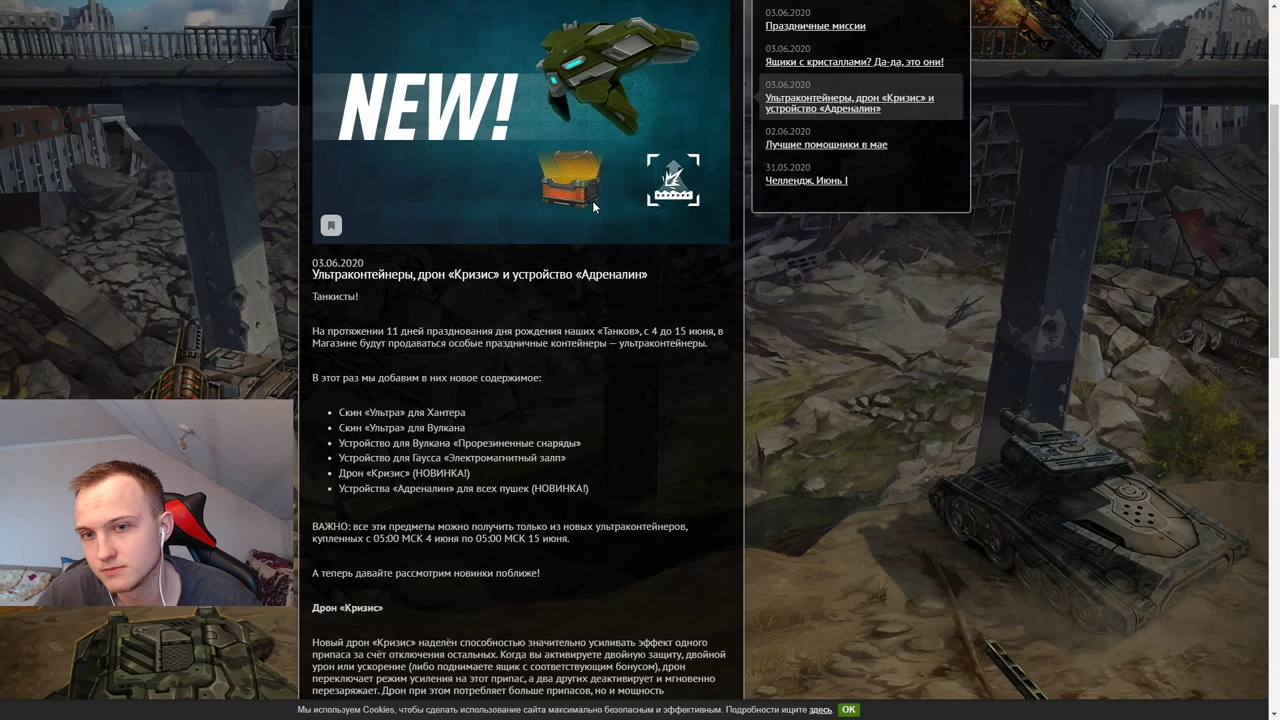 NEW!
03.06.2020
Ультраконтейнеры, дрон «Кризис» и устройство «Адреналин»
Танкисты!
На протяжении 11 дней празднования дня рождения наших «Танков», с 4 до 15 июня, в
Магазине будут продаваться особые праздничные контейнеры — ультраконтейнеры.
В этот раз мы добавим в них новое содержимое:
Скин «Ультра» для Хантера
Скин «Ультра» для Вулкана
Устройство для Вулкана «Прорезиненные снаряды»
Устройство для Гаусса «Электромагнитный залп»
Дрон «Кризис» (НОВИНКА!)
Устройства «Адреналин» для всех пушек (НОВИНКА!)
ВАЖНО: все эти предметы можно получить только из новых ультраконтейнеров,
купленных с 05:00 МСК 4 июня по 05:00 МСК 15 июня.
А теперь давайте рассмотрим новинки поближе!
Дрон «Кризис»
Новый дрон «Кризис» наделён способностью значительно усиливать эффект одного
припаса за счёт отключения остальных. Когда вы активируете двойную защиту, двойной
урон или ускорение (либо поднимаете ящик с соответствующим бонусом), дрон
переключает режим усиления на этот припас, а два других деактивирует и мгновенно
перезаряжает. Дрон при этом потребляет больше припасов, но и мощность
03.06.2020
Праздничные миссии
03.06.2020
Ящики с кристаллами? Да-да, это они!
03.06.2020
Ультраконтейнеры, дрон «Кризис» и
устройство «Адреналин»
02.06.2020
Лучшие помощники в мае
31.05.2020
Челлендж. Июнь I
Мы используем Cookies, чтобы сделать использование сайта максимально безопасным и эффективным. Подробности ищите здесь. OK